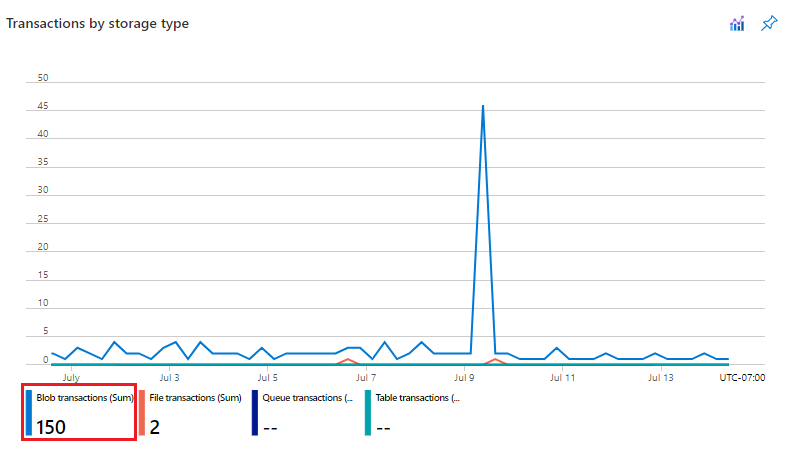 Transactions by storage type
50
45
40
35
30
25
20
15
10
5
0
July
Jul 3
Jul 5
Jul 7
Jul 9
Jul 11
Jul 13
UTC-07:00
Blob transactions (Sum)
150
File transactions (Sum)
2
Queue transactions (...
--
Table transactions (...
--